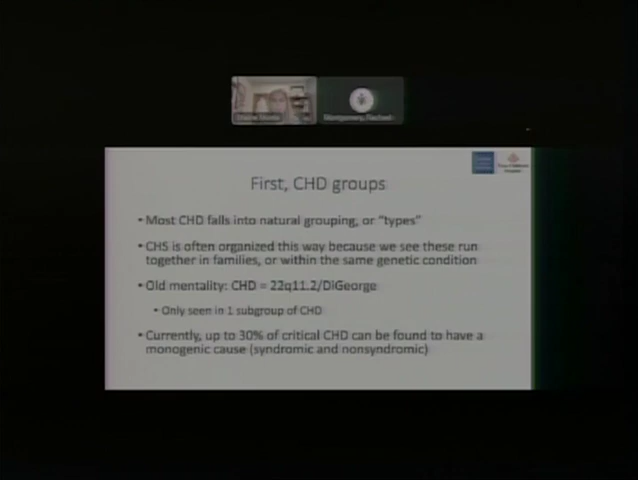 Montgomery, Rachael
First, CHD groups
• Most CHD falls into natural grouping, or "types"
• CHS is often organized this way because we see these run
together in families, or within the same genetic condition
• Old mentality: CHD = 22q11.2/DiGeorge
• Only seen in 1 subgroup of CHD
• Currently, up to 30% of critical CHD can be found to have a
monogenic cause (syndromic and nonsyndromic)